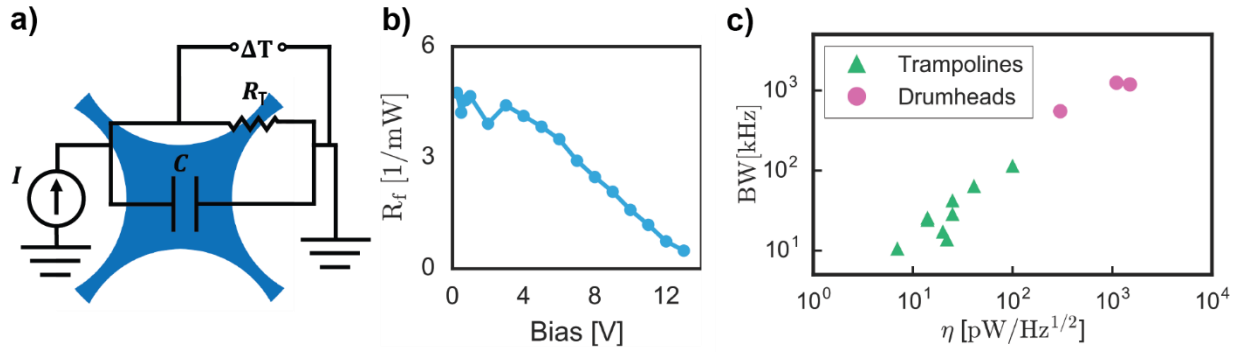 a)
ΔT
R_T
C
I
b)
R_f [1/mW]
6
3
0
0 4 8 12
Bias [V]
c)
Trampolines
Drumheads
BW[kHz]
10^3
10^2
10^1
10^0 10^1 10^2 10^3 10^4
η [pW/Hz^{1/2}]